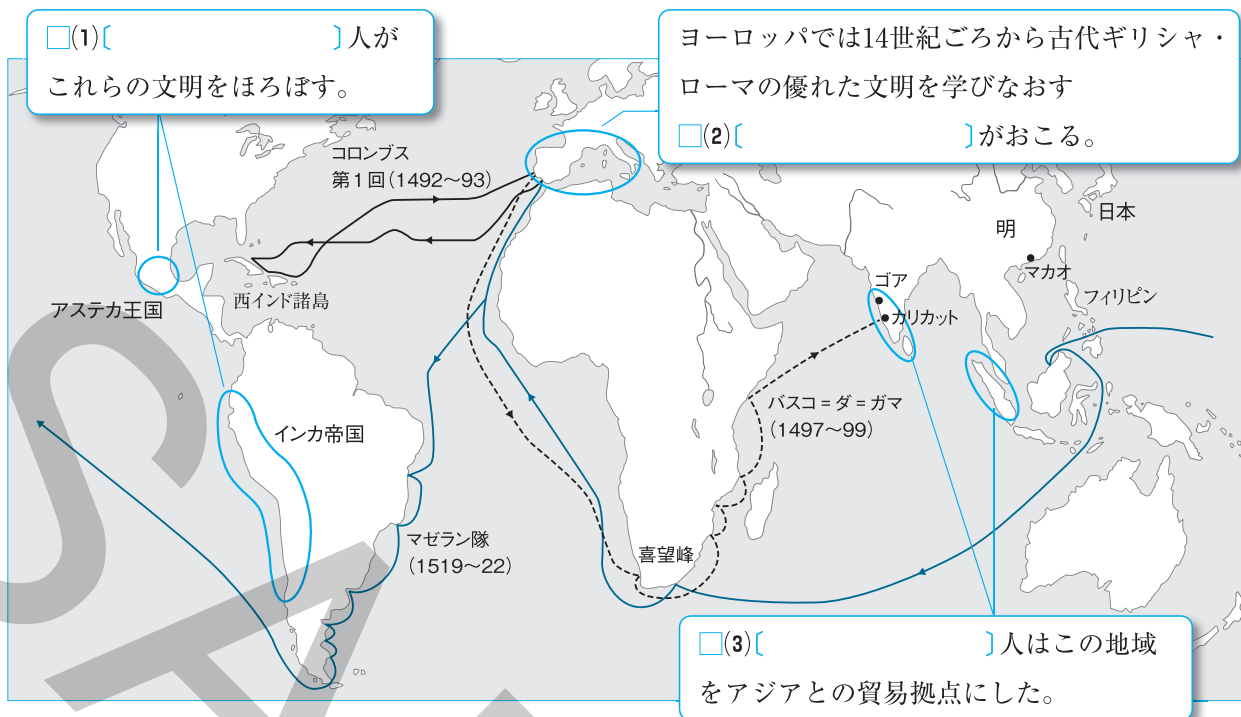 □⑴〔　　　　　〕人が
これらの文明をほろぼす。
ヨーロッパでは14世紀ごろから古代ギリシャ・
ローマの優れた文明を学びなおす
□⑵〔　　　　　〕がおこる。
コロンブス
第1回(1492〜93)
日本
明
マカオ
ゴア
カリカット
フィリピン
西インド諸島
アステカ王国
バスコ=ダ=ガマ
(1497〜99)
インカ帝国
マゼラン隊
(1519〜22)
喜望峰
□⑶〔　　　　　〕人はこの地域
をアジアとの貿易拠点にした。